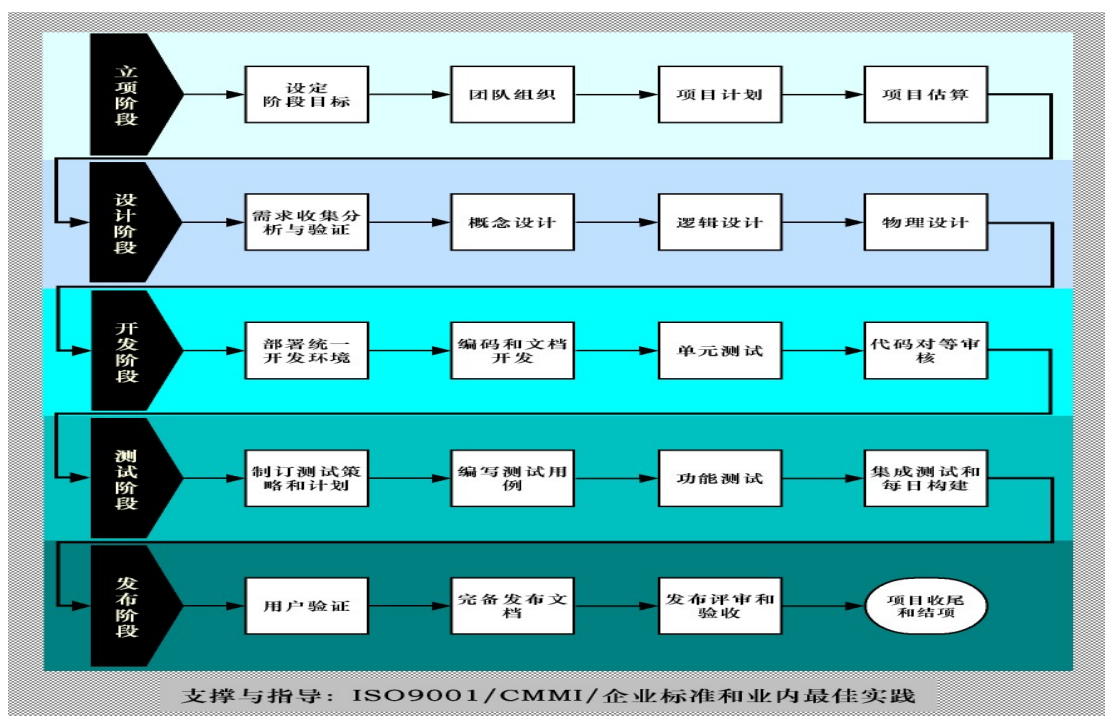 立项阶段
设定
阶段目标
团队组织
项目计划
项目估算
设计阶段
需求收集分
析与验证
概念设计
逻辑设计
物理设计
开发阶段
部署统一
开发环境
编码和文档
开发
单元测试
代码对等审
核
测试阶段
制订测试策
略和计划
编写测试用
例
功能测试
集成测试和
每日构建
发布阶段
用户验证
完备发布文
档
发布评审和
验收
项目收尾
和结项
支撑与指导: ISO9001/CMMI/企业标准和业内最佳实践